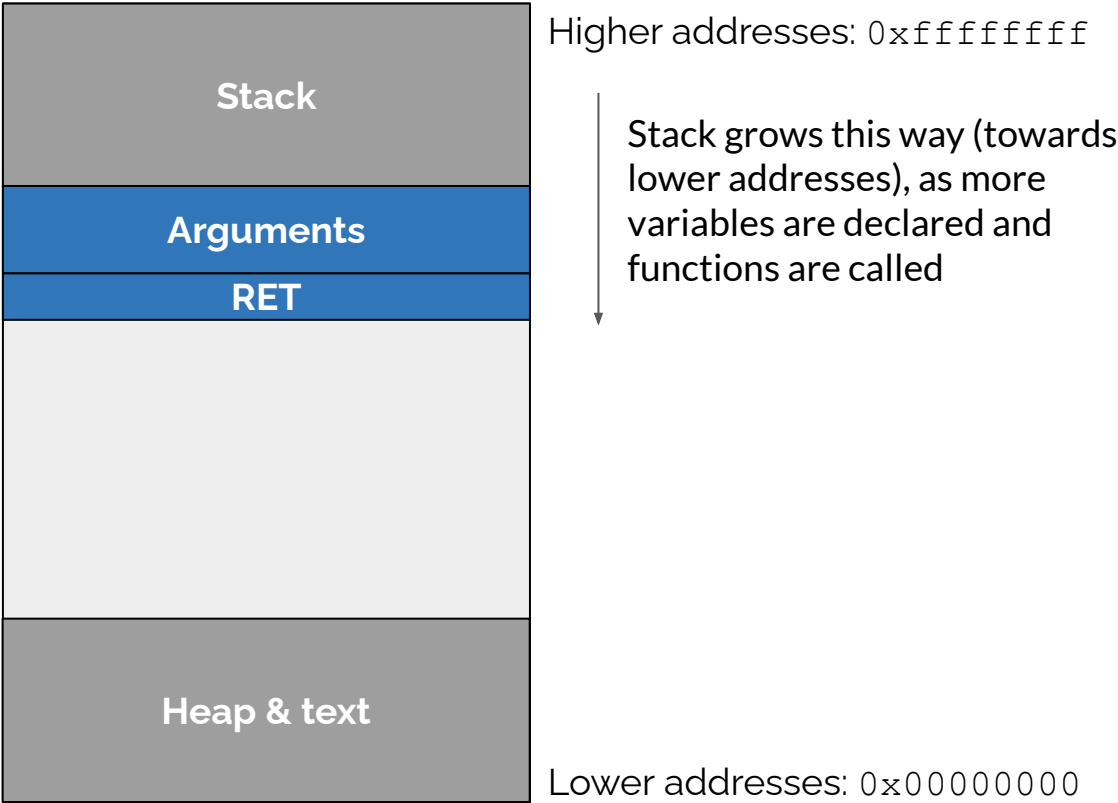 Higher addresses: 0xffffffff
Stack
Stack grows this way (towards
lower addresses), as more
variables are declared and
functions are called
Arguments
RET
Heap & text
Lower addresses: 0x00000000